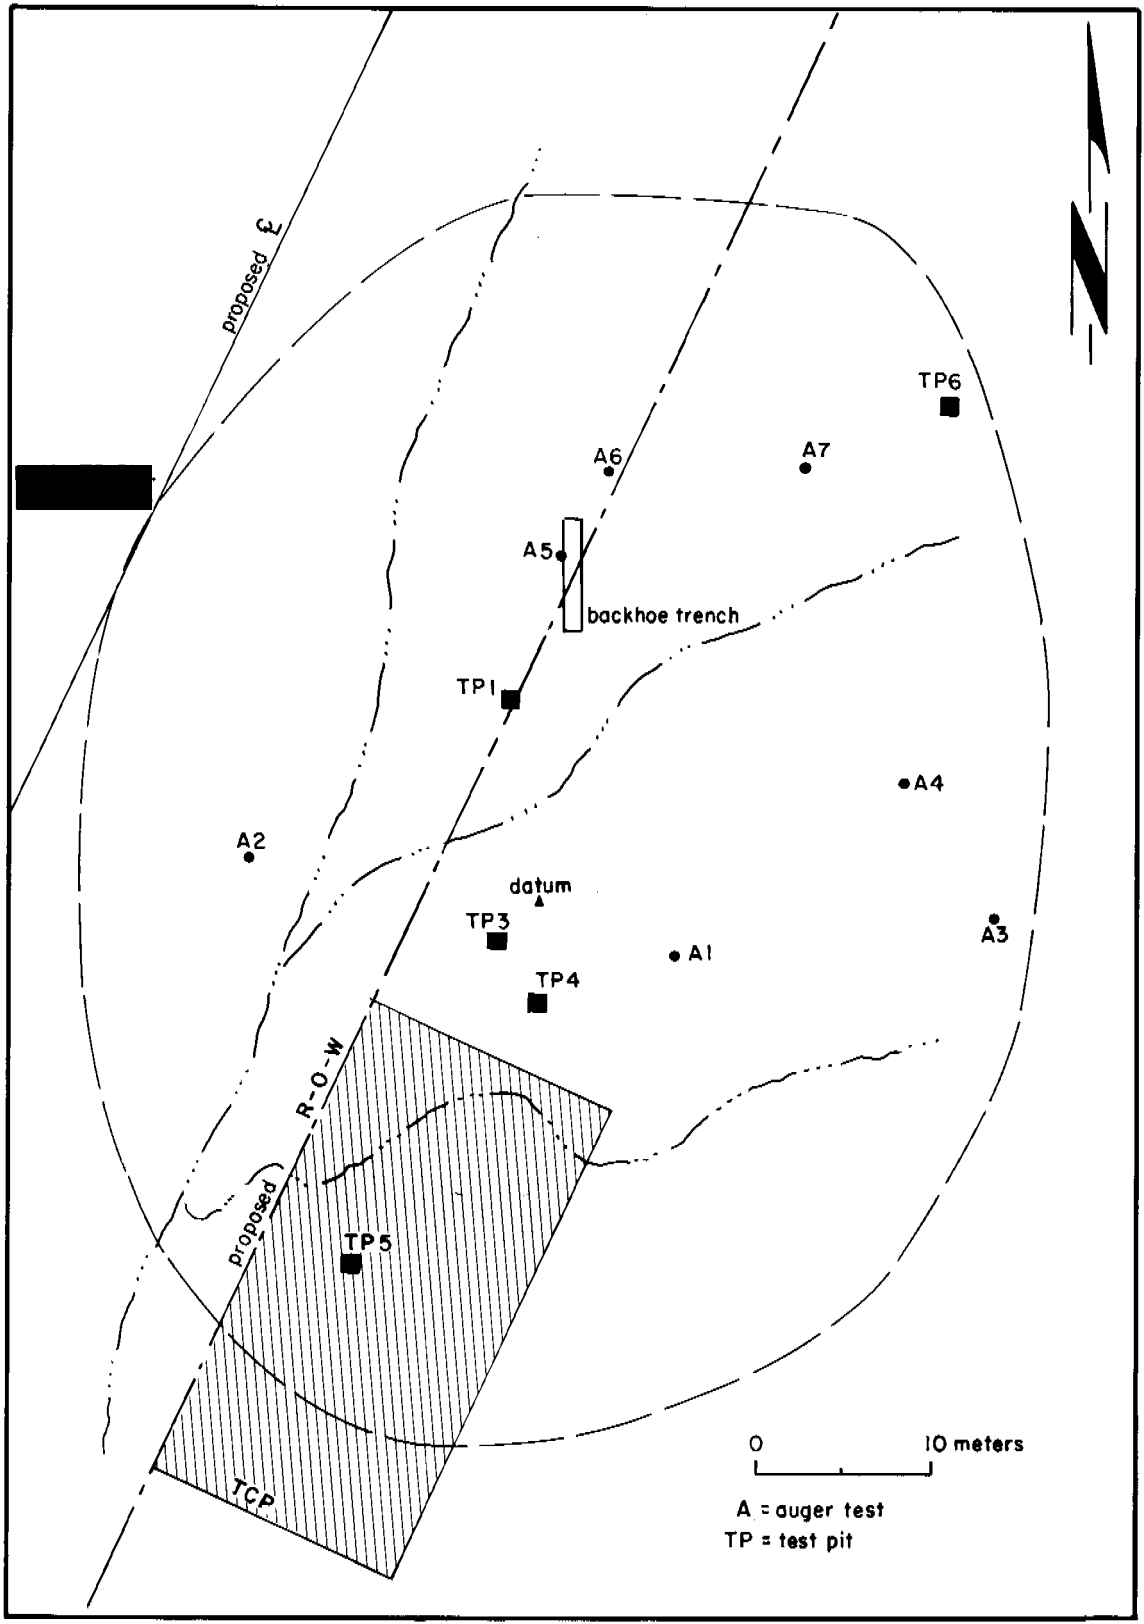 proposed ℄
N
TP6
A6
A7
A5
backhoe trench
TP1
A4
A2
datum
TP3
A3
A1
TP4
R-O-W
proposed
TP5
TCP
0 10 meters
A = auger test
TP = test pit